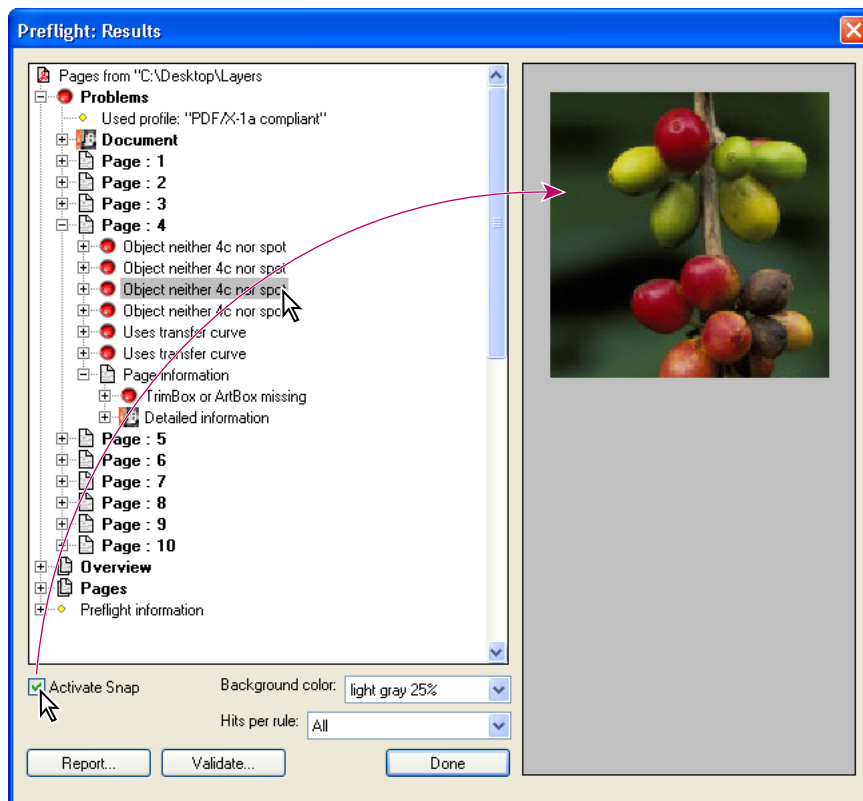 Preflight: Results
Pages from "C:\Desktop\Layers
Problems
Used profile: "PDF/X-1a compliant"
Document
Page : 1
Page : 2
Page : 3
Page : 4
Object neither 4c nor spot
Object neither 4c nor spot
Object neither 4c nor spot
Object neither 4c nor spot
Uses transfer curve
Uses transfer curve
Page information
TrimBox or ArtBox missing
Detailed information
Page : 5
Page : 6
Page : 7
Page : 8
Page : 9
Page : 10
Overview
Pages
Preflight information
Activate Snap
Background color:
light gray 25%
Hits per rule:
All
Report...
Validate...
Done